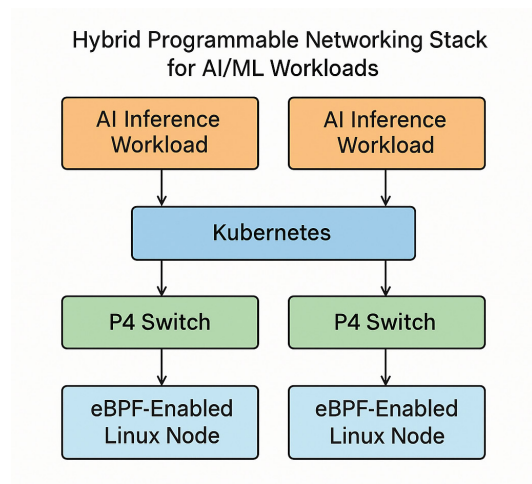 Hybrid Programmable Networking Stack
for AI/ML Workloads
AI Inference
Workload
AI Inference
Workload
Kubernetes
P4 Switch
P4 Switch
eBPF-Enabled
Linux Node
eBPF-Enabled
Linux Node